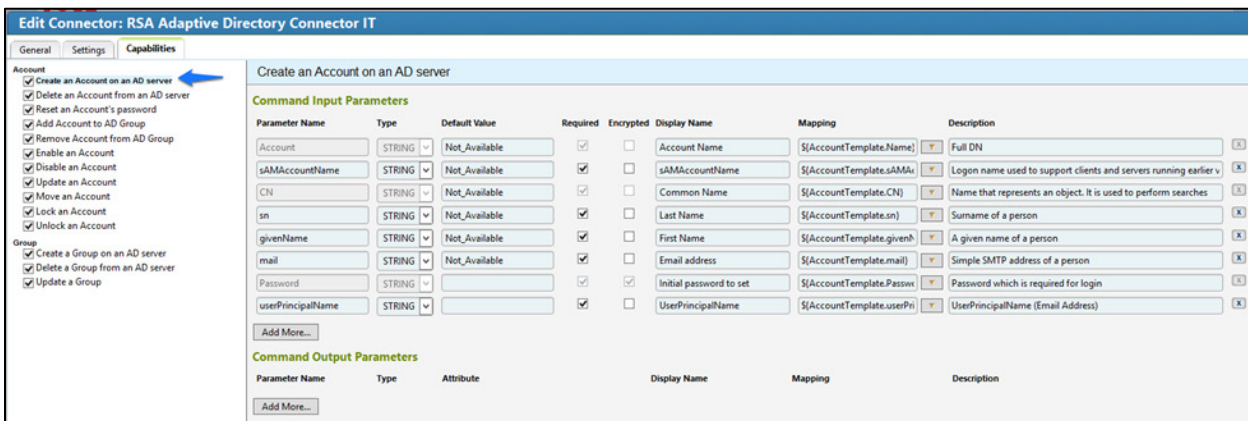 Edit Connector: RSA Adaptive Directory Connector IT
General Settings Capabilities
Account
Create an Account on an AD server
Delete an Account from an AD server
Reset an Account's password
Add Account to AD Group
Remove Account from AD Group
Enable an Account
Disable an Account
Update an Account
Move an Account
Lock an Account
Unlock an Account
Group
Create a Group on an AD server
Delete a Group from an AD server
Update a Group
Create an Account on an AD server
Command Input Parameters
Parameter Name Type Default Value Required Encrypted Display Name Mapping Description
Account STRING Not_Available Account Name ${AccountTemplate.Name} Full DN x
sAMAccountName STRING Not_Available sAMAccountName ${AccountTemplate.sAMAc Logon name used to support clients and servers running earlier v x
CN STRING Not_Available Common Name ${AccountTemplate.CN} Name that represents an object. It is used to perform searches x
sn STRING Not_Available Last Name ${AccountTemplate.sn} Surname of a person x
givenName STRING Not_Available First Name ${AccountTemplate.givenN A given name of a person x
mail STRING Not_Available Email address ${AccountTemplate.mail} Simple SMTP address of a person x
Password STRING Initial password to set ${AccountTemplate.Passwo Password which is required for login x
userPrincipalName STRING UserPrincipalName ${AccountTemplate.userPri UserPrincipalName (Email Address) x
Add More...
Command Output Parameters
Parameter Name Type Attribute Display Name Mapping Description
Add More...